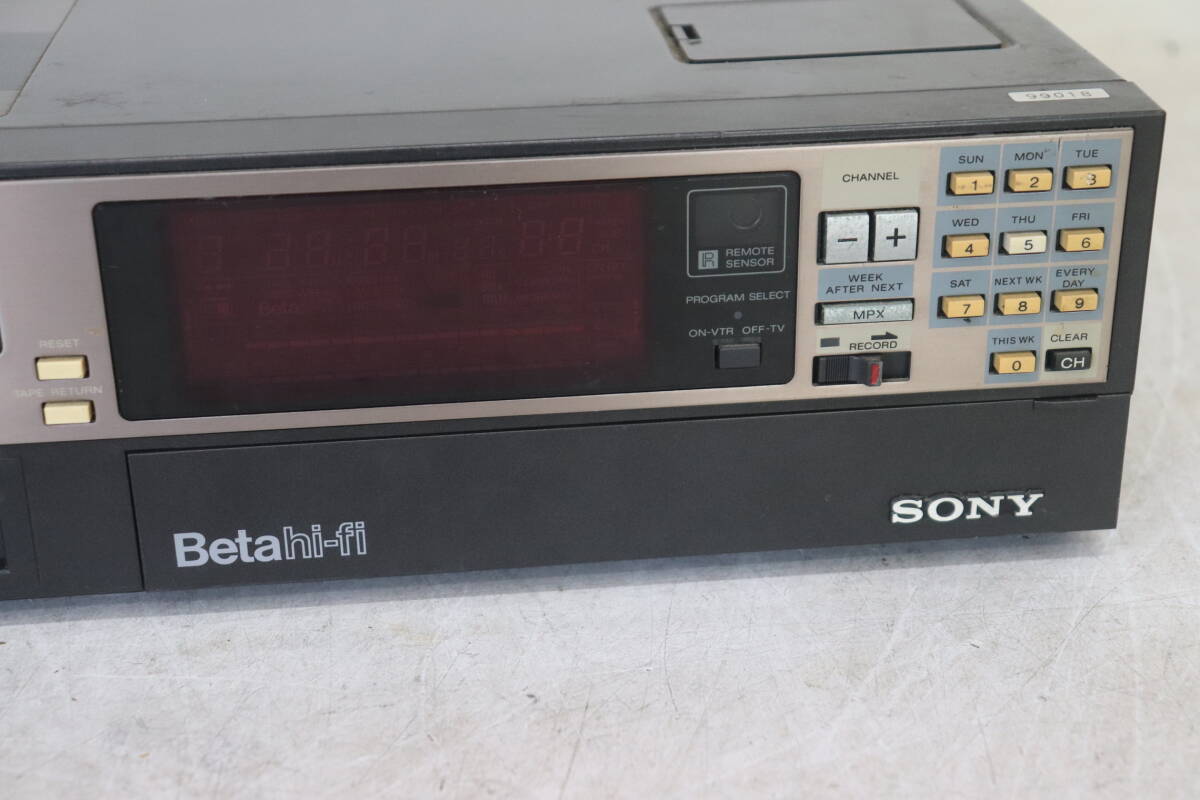 99018
SUN
MON
TUE
1
2
3
CHANNEL
-
+
WED
THU
FRI
4
5
6
R REMOTE
SENSOR
WEEK
AFTER NEXT
MPX
SAT
NEXT WK
EVERY
DAY
7
8
9
PROGRAM SELECT
ON-VTR OFF-TV
RECORD
THIS WK
CLEAR
0
CH
RESET
TAPE RETURN
Beta hi-fi
SONY